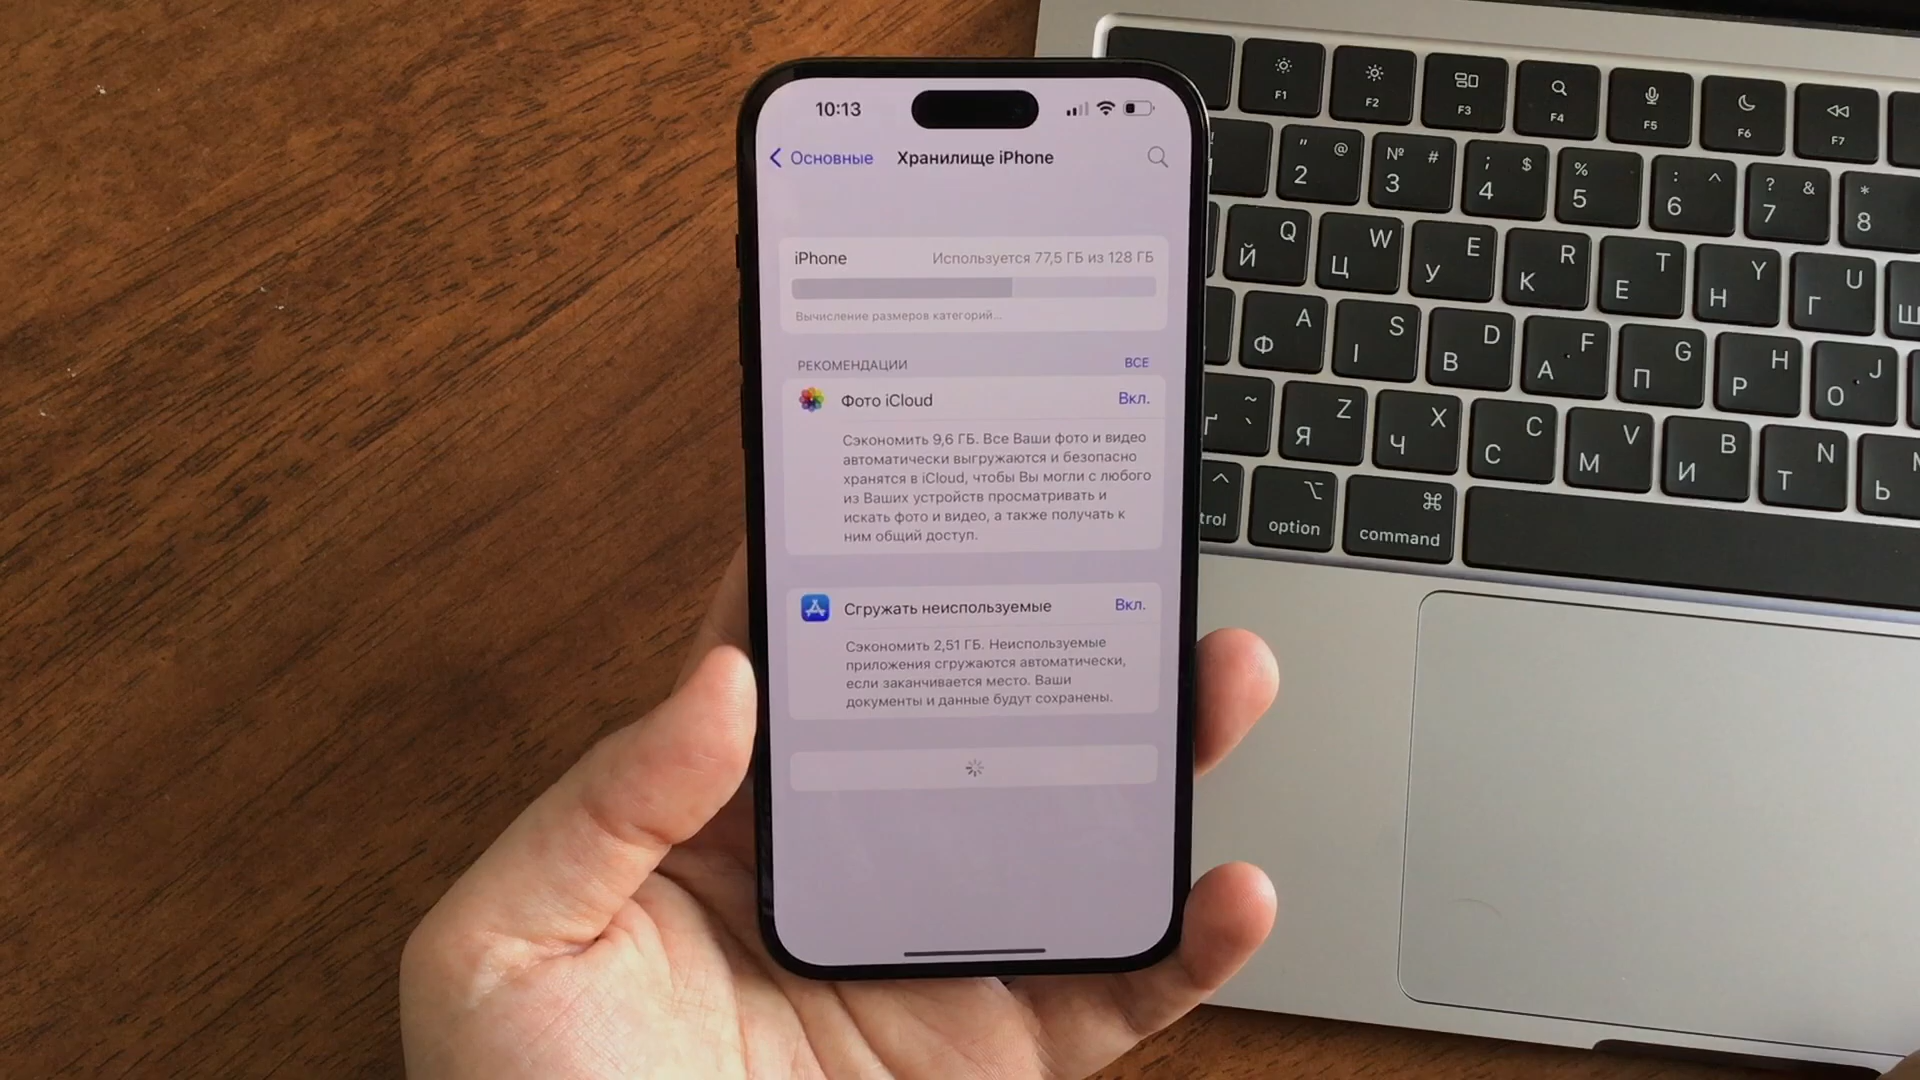 10:13
Основные
Хранилище iPhone
iPhone
Используется 77,5 ГБ из 128 ГБ
Вычисление размеров категорий...
РЕКОМЕНДАЦИИ
ВСЕ
Фото iCloud
Вкл.
Сэкономить 9,6 ГБ. Все Ваши фото и видео
автоматически выгружаются и безопасно
хранятся в iCloud, чтобы Вы могли с любого
из Ваших устройств просматривать и
искать фото и видео, а также получать к
ним общий доступ.
Сгружать неиспользуемые
Вкл.
Сэкономить 2,51 ГБ. Неиспользуемые
приложения сгружаются автоматически,
если заканчивается место. Ваши
документы и данные будут сохранены.
F1 F2 F3 F4 F5 F6 F7
! " @ № # ; $ % : ^ ? & *
2 3 4 5 6 7 8
Q W E R T Y U
Й Ц У К Е Н Г Ш
A S D F G H J
Ф І В А П Р О
~ Z X C V B N
Ґ ` Я Ч С М И Т Ь
^ ⌥ ⌘
trol option command